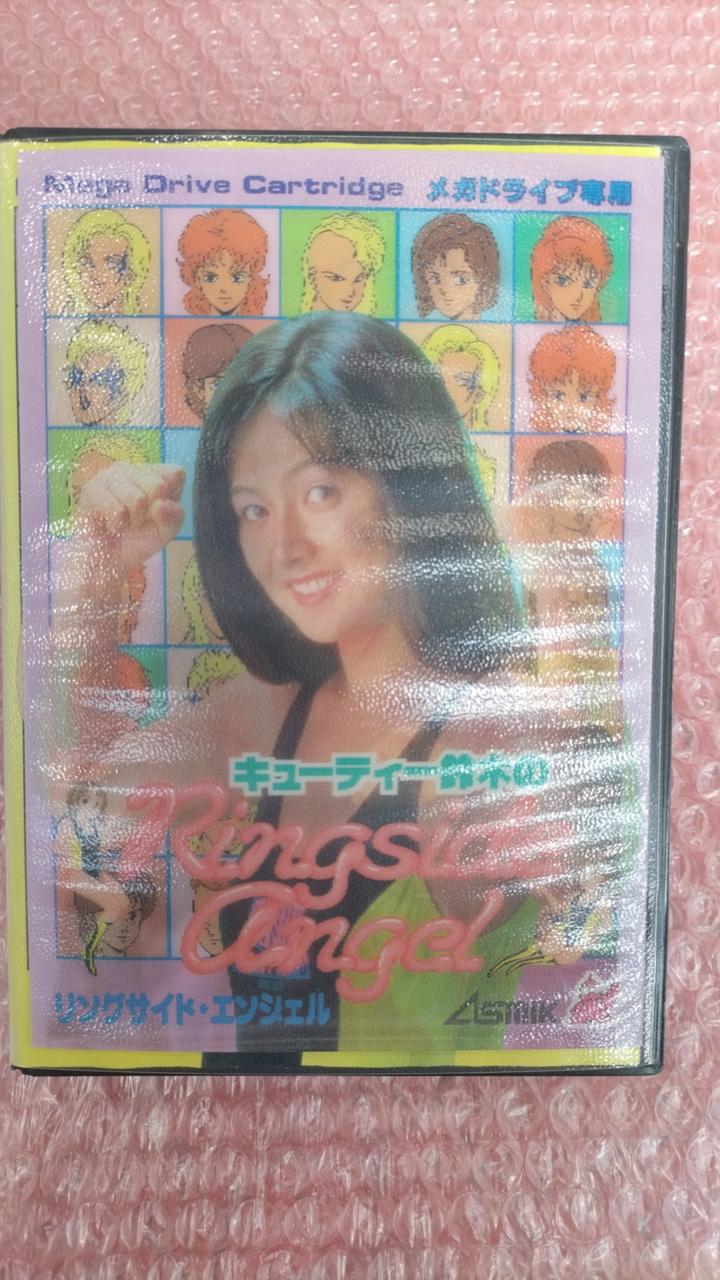 Mega Drive Cartridge メガドライブ専用
キューティー鈴木の
Ringside
Angel
リングサイド・エンジェル
ASMIK